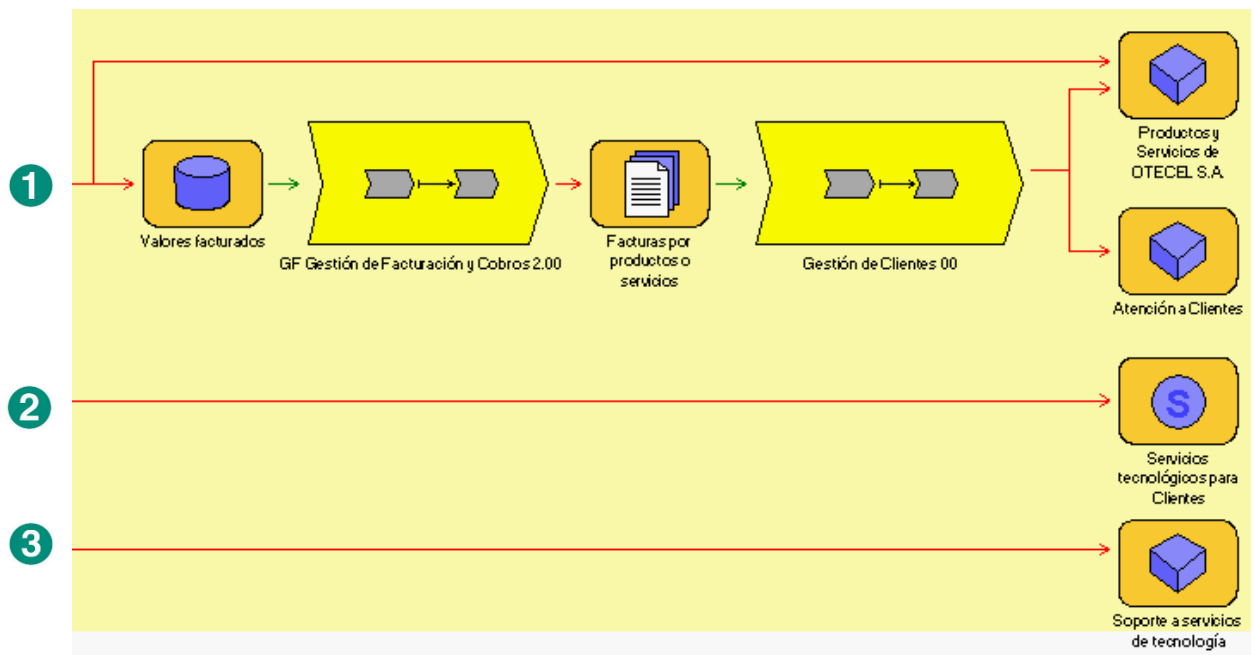 Productos y
Servicios de
OTECEL S.A.
1
Valores facturados
GF Gestión de Facturación y Cobros 2.00
Facturas por
productos o
servicios
Gestión de Clientes 00
Atención a Clientes
2
S
Servicios
tecnológicos para
Clientes
3
Soporte a servicios
de tecnología